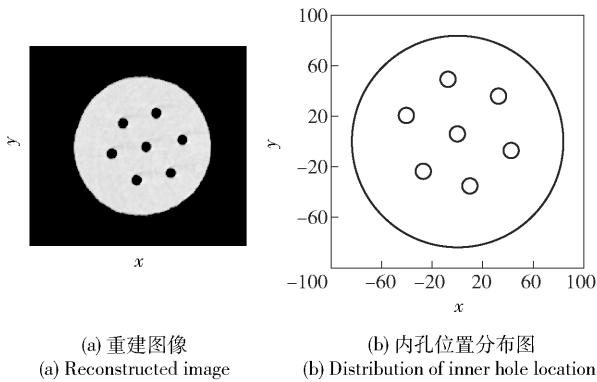 y
x
100
60
20
−20
−60
−100
−60
−20
20
60
100
y
x
(a) 重建图像
(a) Reconstructed image
(b) 内孔位置分布图
(b) Distribution of inner hole location